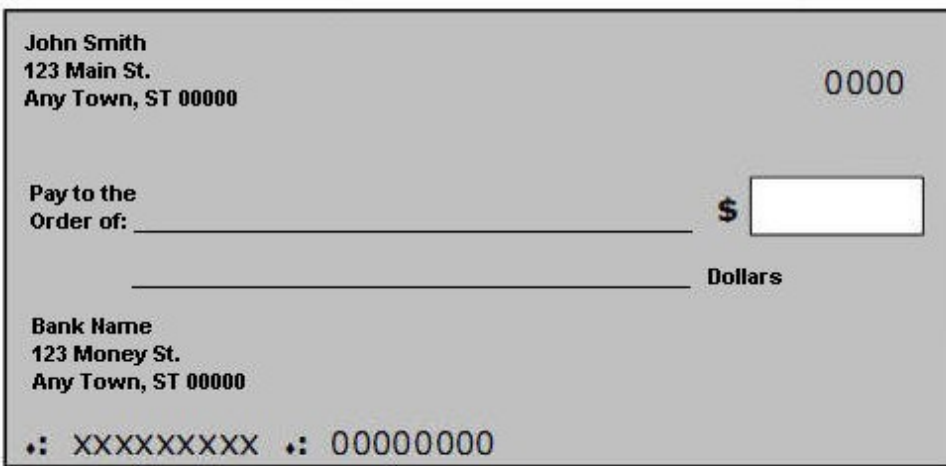 John Smith
123 Main St.
Any Town, ST 00000
0000
Pay to the
Order of:
$
Dollars
Bank Name
123 Money St.
Any Town, ST 00000
⑆ XXXXXXXXX ⑆ 00000000